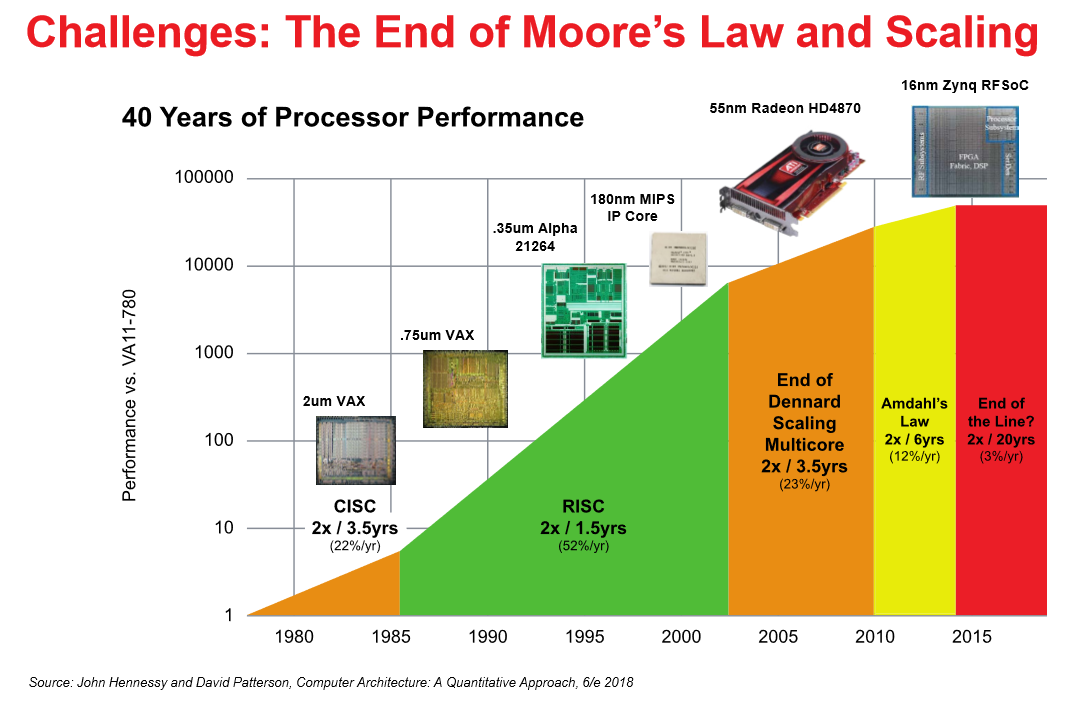 Challenges: The End of Moore's Law and Scaling
16nm Zynq RFSoC
55nm Radeon HD4870
40 Years of Processor Performance
Processor
Subsystem
RF Subsystem
FPGA
Fabric, DSP
100000
180nm MIPS
IP Core
.35um Alpha
21264
ATI
10000
Performance vs. VA11-780
1000
.75um VAX
2um VAX
100
End of
Dennard
Scaling
Multicore
2x / 3.5yrs
(23%/yr)
Amdahl's
Law
2x / 6yrs
(12%/yr)
End of
the Line?
2x / 20yrs
(3%/yr)
CISC
2x / 3.5yrs
(22%/yr)
RISC
2x / 1.5yrs
(52%/yr)
10
1
1980
1985
1990
1995
2000
2005
2010
2015
Source: John Hennessy and David Patterson, Computer Architecture: A Quantitative Approach, 6/e 2018